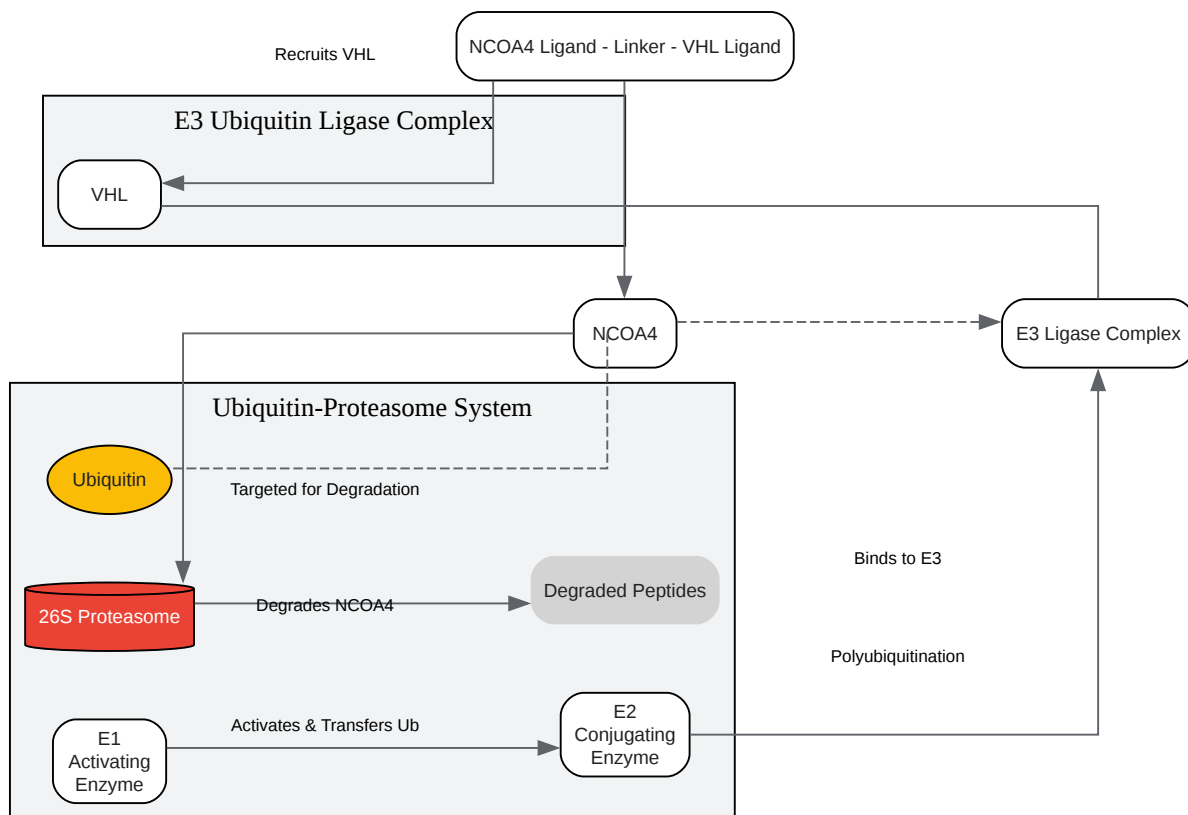 NCOA4 Ligand - Linker - VHL Ligand
Recruits VHL
E3 Ubiquitin Ligase Complex
VHL
NCOA4
E3 Ligase Complex
Ubiquitin-Proteasome System
Ubiquitin
Targeted for Degradation
Binds to E3
26S Proteasome
Degrades NCOA4
Degraded Peptides
Polyubiquitination
E1
Activating
Enzyme
Activates & Transfers Ub
E2
Conjugating
Enzyme